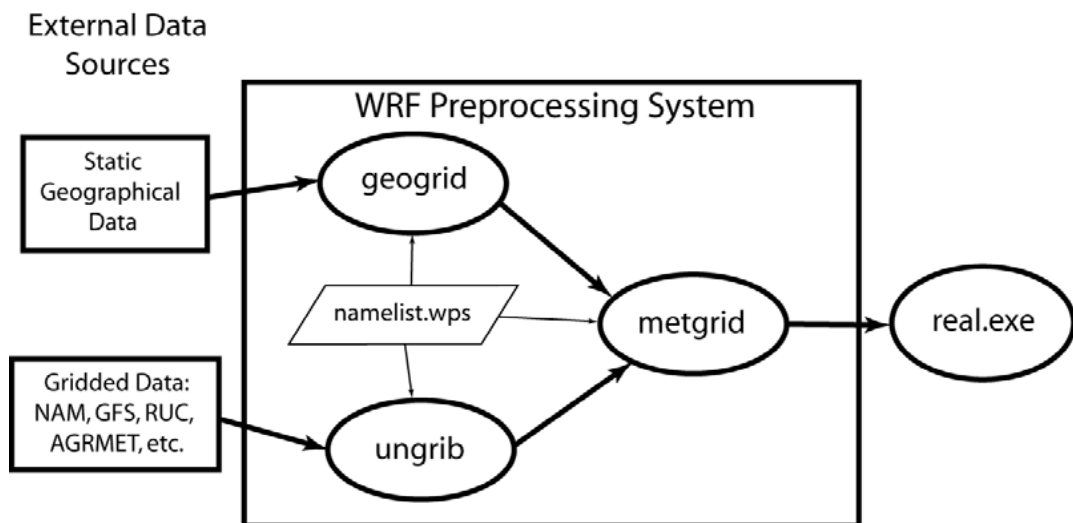 External Data
Sources
WRF Preprocessing System
Static
Geographical
Data
geogrid
namelist.wps
metgrid
real.exe
Gridded Data:
NAM, GFS, RUC,
AGRMET, etc.
ungrib